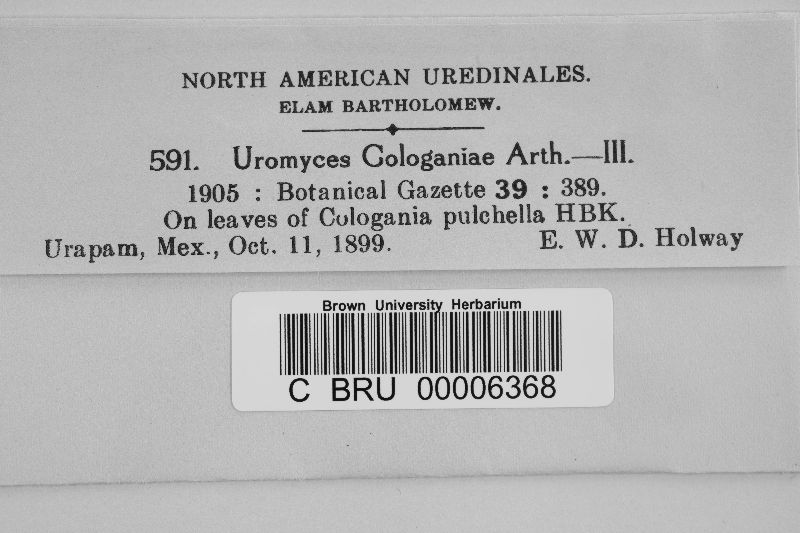 NORTH AMERICAN UREDINALES.
ELAM BARTHOLOMEW.
591. Uromyces Cologaniae Arth.—III.
1905 : Botanical Gazette 39 : 389.
On leaves of Cologania pulchella HBK.
Urapam, Mex., Oct. 11, 1899. E. W. D. Holway
Brown University Herbarium
C BRU 00006368